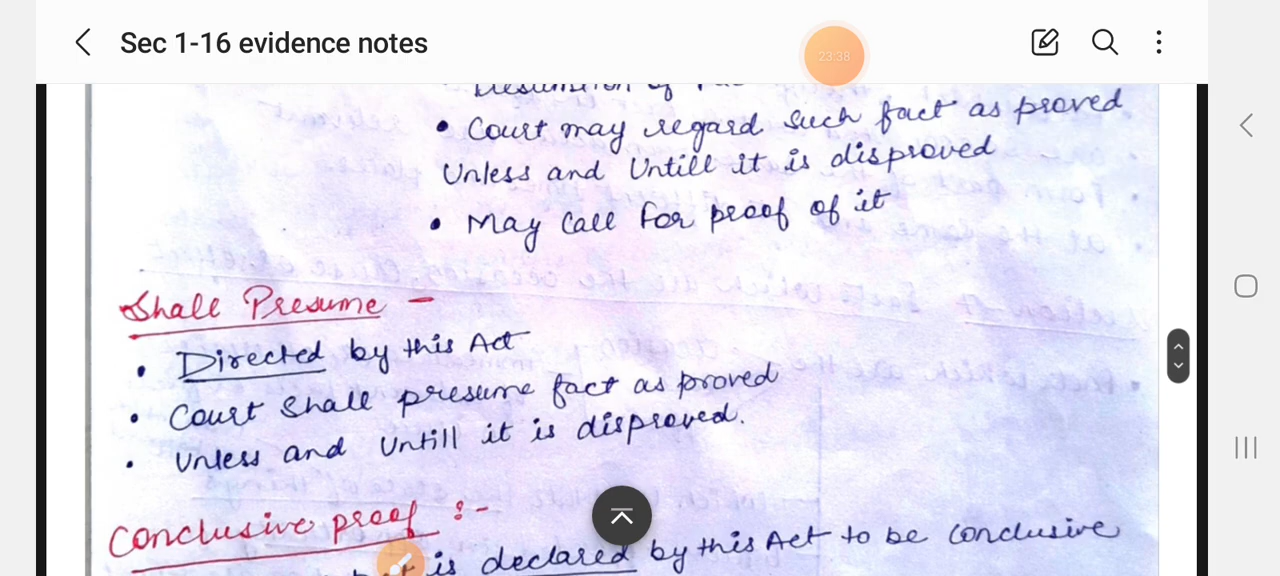 Sec 1-16 evidence notes
23:38
• Court may regard such fact as proved
Unless and Untill it is disproved
• May Call for proof of it
Shall Presume -
• Directed by this Act
• Court Shall presume fact as proved
• Unless and Untill it is disproved.
Conclusive proof :-
is declared by this Act to be conclusive